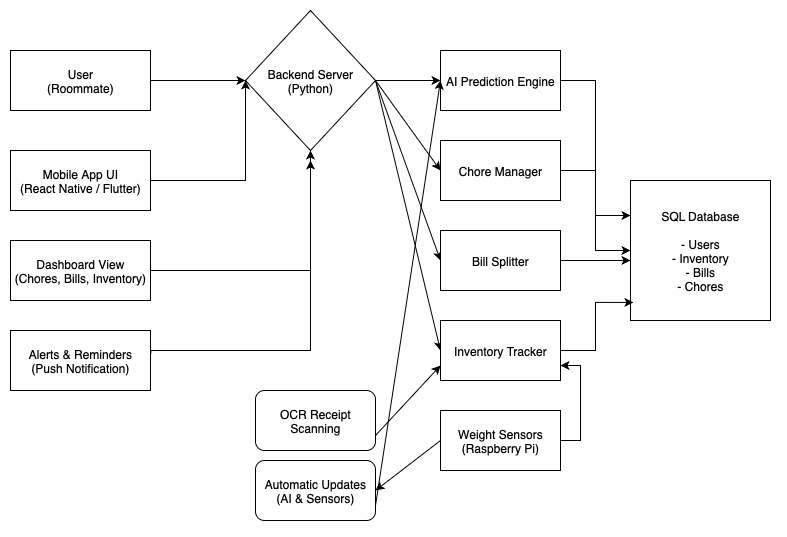 User
(Roommate)
Mobile App UI
(React Native / Flutter)
Dashboard View
(Chores, Bills, Inventory)
Alerts & Reminders
(Push Notification)
Backend Server
(Python)
OCR Receipt
Scanning
Automatic Updates
(AI & Sensors)
AI Prediction Engine
Chore Manager
Bill Splitter
Inventory Tracker
Weight Sensors
(Raspberry Pi)
SQL Database
- Users
- Inventory
- Bills
- Chores